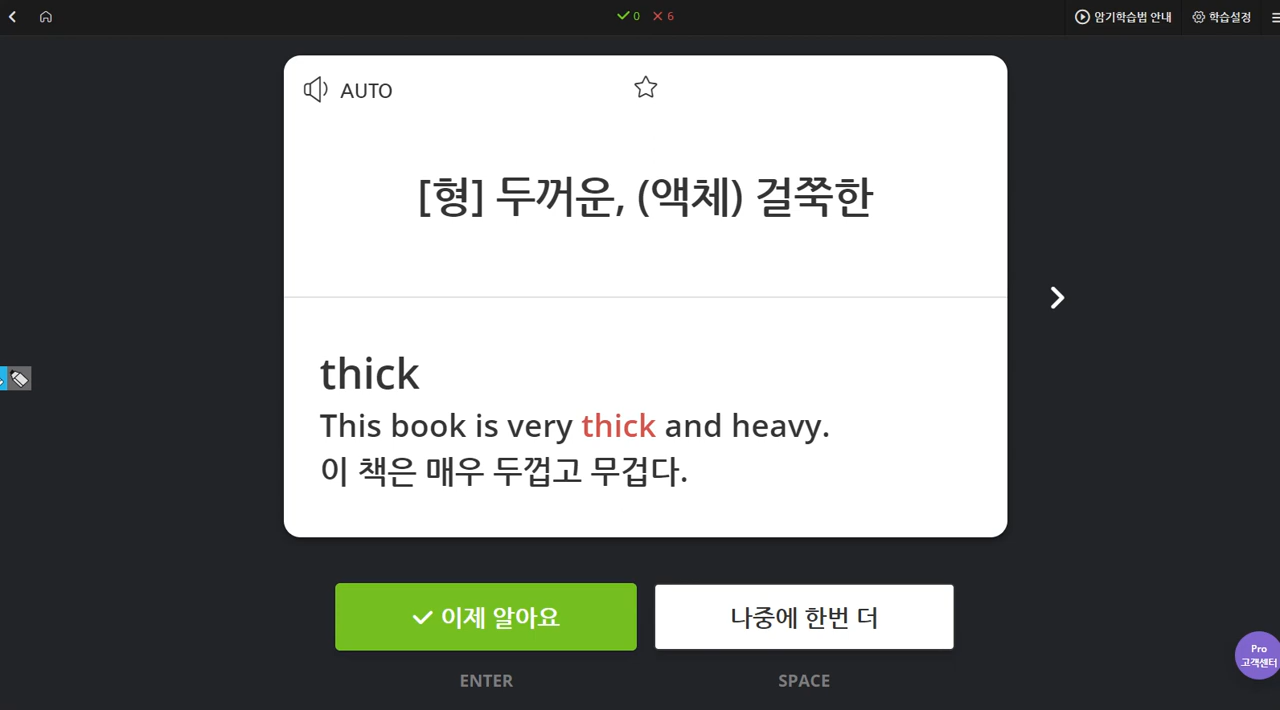 0 6
암기학습법 안내
학습설정
AUTO
[형] 두꺼운, (액체) 걸쭉한
thick
This book is very thick and heavy.
이 책은 매우 두껍고 무겁다.
이제 알아요
나중에 한번 더
ENTER
SPACE
Pro
고객센터